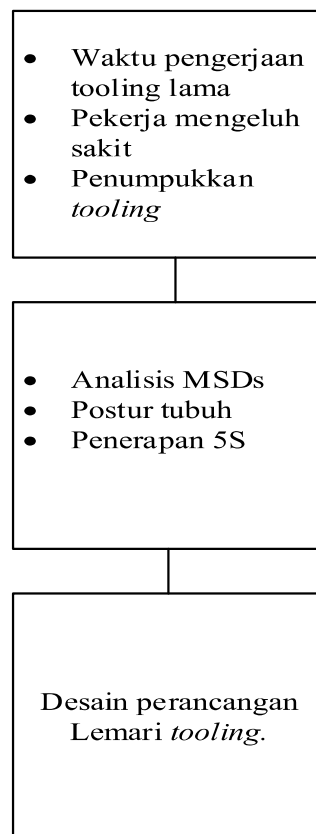 • Waktu pengerjaan
tooling lama
• Pekerja mengeluh
sakit
• Penumpukkan
tooling
• Analisis MSDs
• Postur tubuh
• Penerapan 5S
Desain perancangan
Lemari tooling.